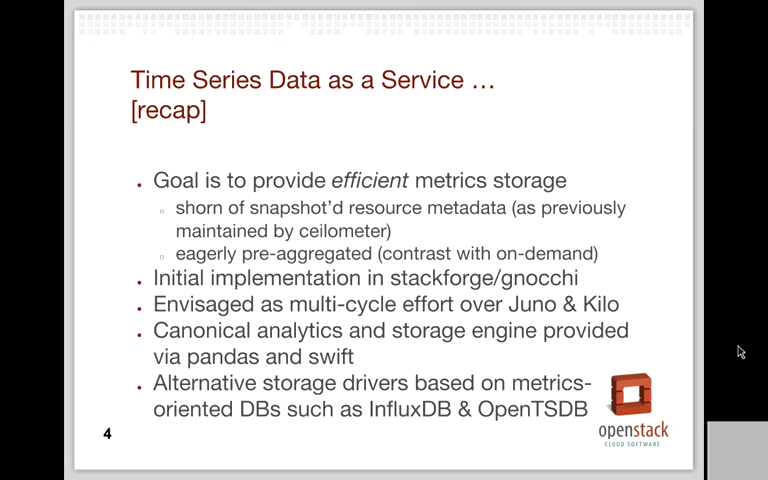 Time Series Data as a Service …
[recap]
• Goal is to provide efficient metrics storage
○ shorn of snapshot’d resource metadata (as previously
maintained by ceilometer)
○ eagerly pre-aggregated (contrast with on-demand)
• Initial implementation in stackforge/gnocchi
• Envisaged as multi-cycle effort over Juno & Kilo
• Canonical analytics and storage engine provided
via pandas and swift
• Alternative storage drivers based on metrics-
oriented DBs such as InfluxDB & OpenTSDB
4
openstack
CLOUD SOFTWARE